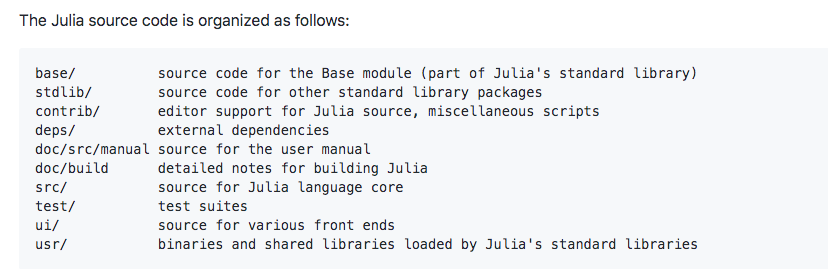 The Julia source code is organized as follows:
base/ source code for the Base module (part of Julia's standard library)
stdlib/ source code for other standard library packages
contrib/ editor support for Julia source, miscellaneous scripts
deps/ external dependencies
doc/src/manual source for the user manual
doc/build detailed notes for building Julia
src/ source for Julia language core
test/ test suites
ui/ source for various front ends
usr/ binaries and shared libraries loaded by Julia's standard libraries